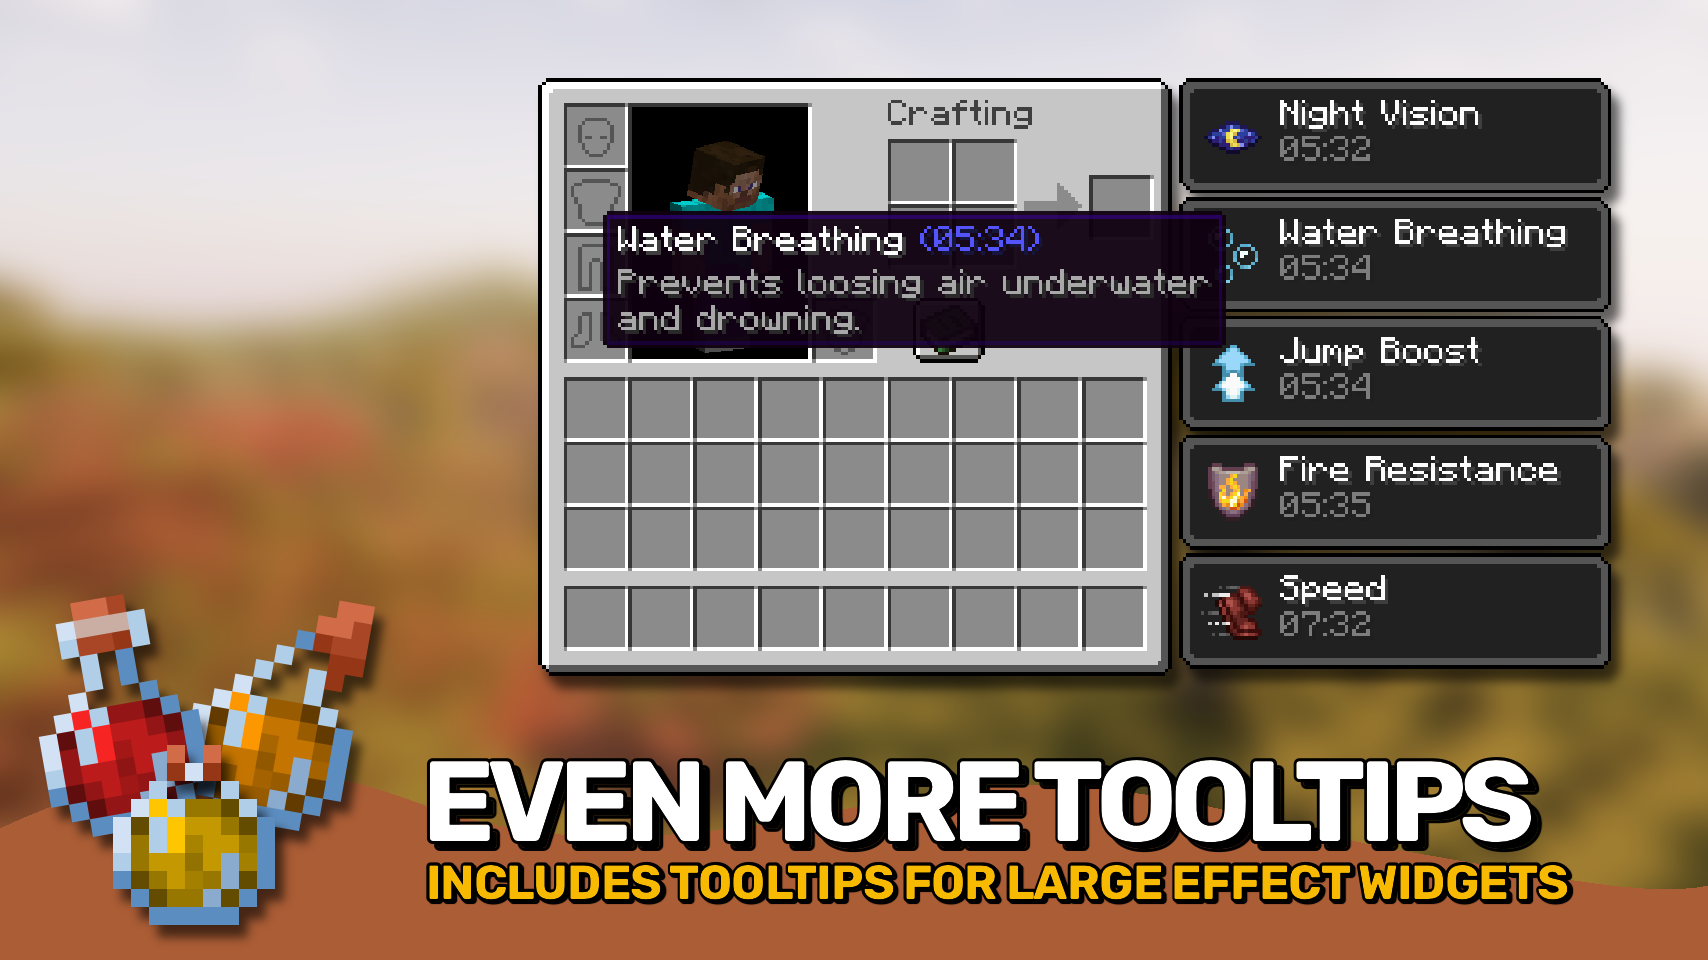 Crafting
Water Breathing (05:34)
Prevents loosing air underwater
and drowning.
Night Vision
05:32
Water Breathing
05:34
Jump Boost
05:34
Fire Resistance
05:35
Speed
07:32
EVEN MORE TOOLTIPS
INCLUDES TOOLTIPS FOR LARGE EFFECT WIDGETS